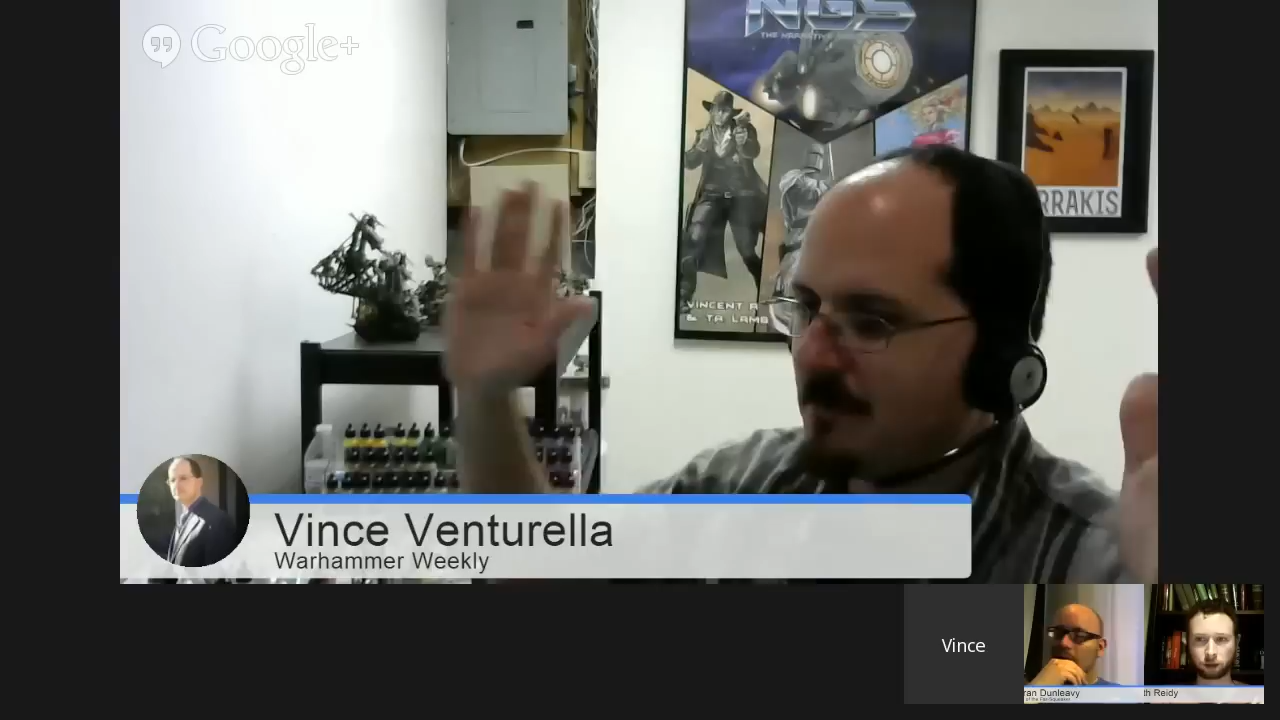 Google+
NGS
VINCENT
& TA LAMB
RRAKIS
Vince Venturella
Warhammer Weekly
Vince
ran Dunleavy
th Reidy